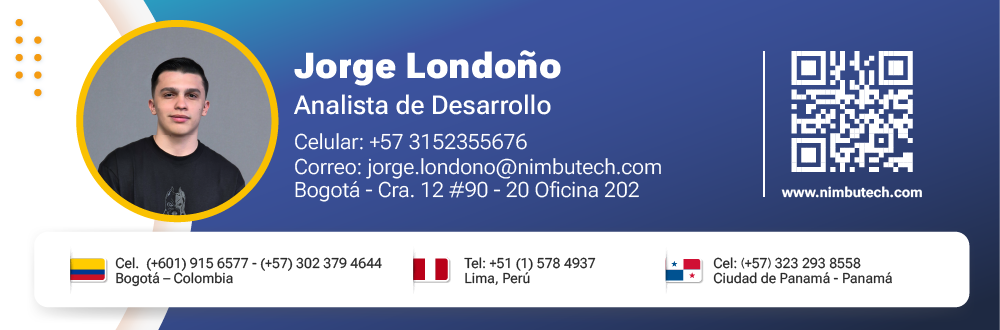 Jorge Londoño
Analista de Desarrollo
Celular: +57 3152355676
Correo: jorge.londono@nimbutech.com
Bogotá - Cra. 12 #90 - 20 Oficina 202
www.nimbutech.com
Cel. (+601) 915 6577 - (+57) 302 379 4644
Bogotá – Colombia
Tel: +51 (1) 578 4937
Lima, Perú
Cel: (+57) 323 293 8558
Ciudad de Panamá - Panamá